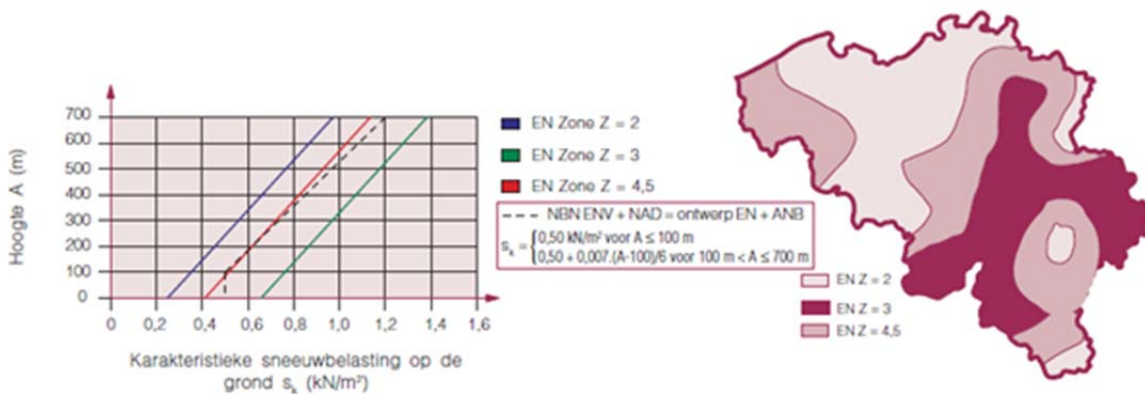 Hoogte A (m)
700
600
500
400
300
200
100
0
0 0,2 0,4 0,6 0,8 1,0 1,2 1,4 1,6
Karakteristieke sneeuwbelasting op de
grond sₖ (kN/m²)
EN Zone Z = 2
EN Zone Z = 3
EN Zone Z = 4,5
NBN ENV + NAD = ontwerp EN + ANB
sₖ = { 0,50 kN/m² voor A ≤ 100 m
0,50 + 0,007.(A-100)/6 voor 100 m < A ≤ 700 m
EN Z = 2
EN Z = 3
EN Z = 4,5